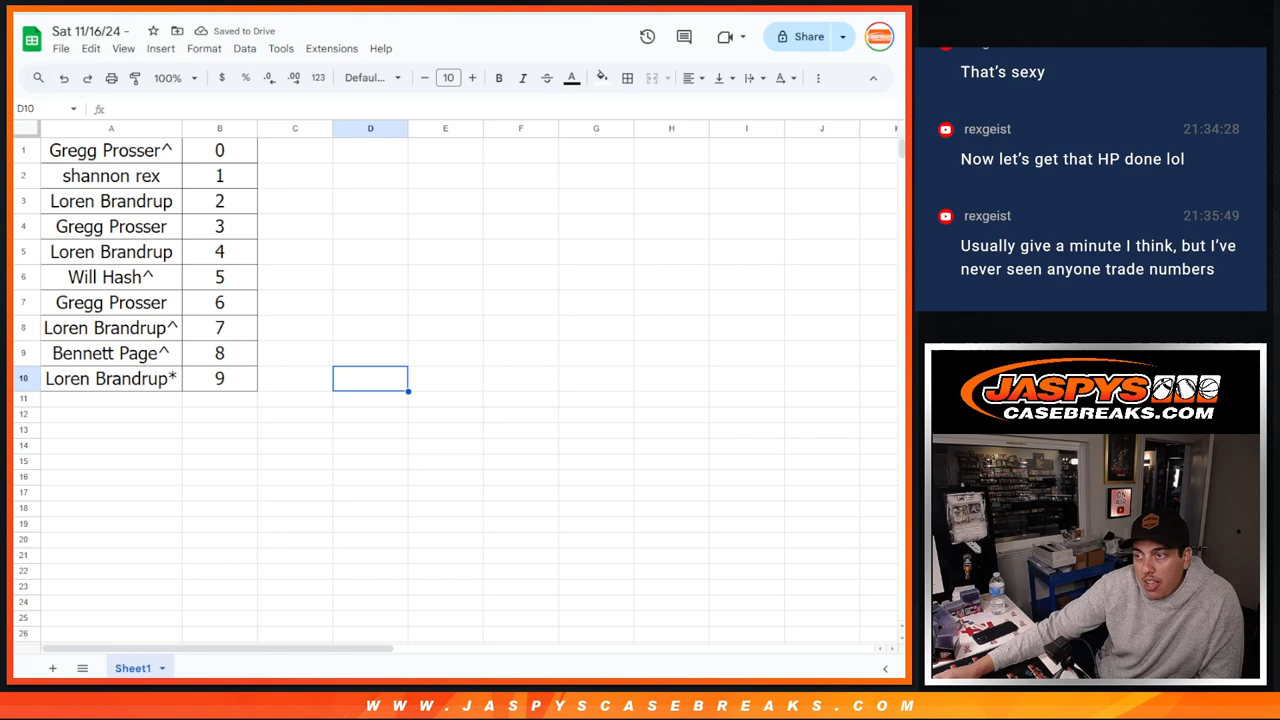 Sat 11/16/24 -
Saved to Drive
File Edit View Insert Format Data Tools Extensions Help
Share
100% $ % .0 .00 123 Defaul... 10 B I A
D10
fx
A B C D E F G H I J
1 Gregg Prosser^ 0
2 shannon rex 1
3 Loren Brandrup 2
4 Gregg Prosser 3
5 Loren Brandrup 4
6 Will Hash^ 5
7 Gregg Prosser 6
8 Loren Brandrup^ 7
9 Bennett Page^ 8
10 Loren Brandrup* 9
11
12
13
14
15
16
17
18
19
20
21
22
23
24
25
26
Sheet1
That's sexy
rexgeist 21:34:28
Now let's get that HP done lol
rexgeist 21:35:49
Usually give a minute I think, but I've
never seen anyone trade numbers
JASPYS
CASEBREAKS.COM
ON
AIR
WWW.JASPYSCASEBREAKS.COM